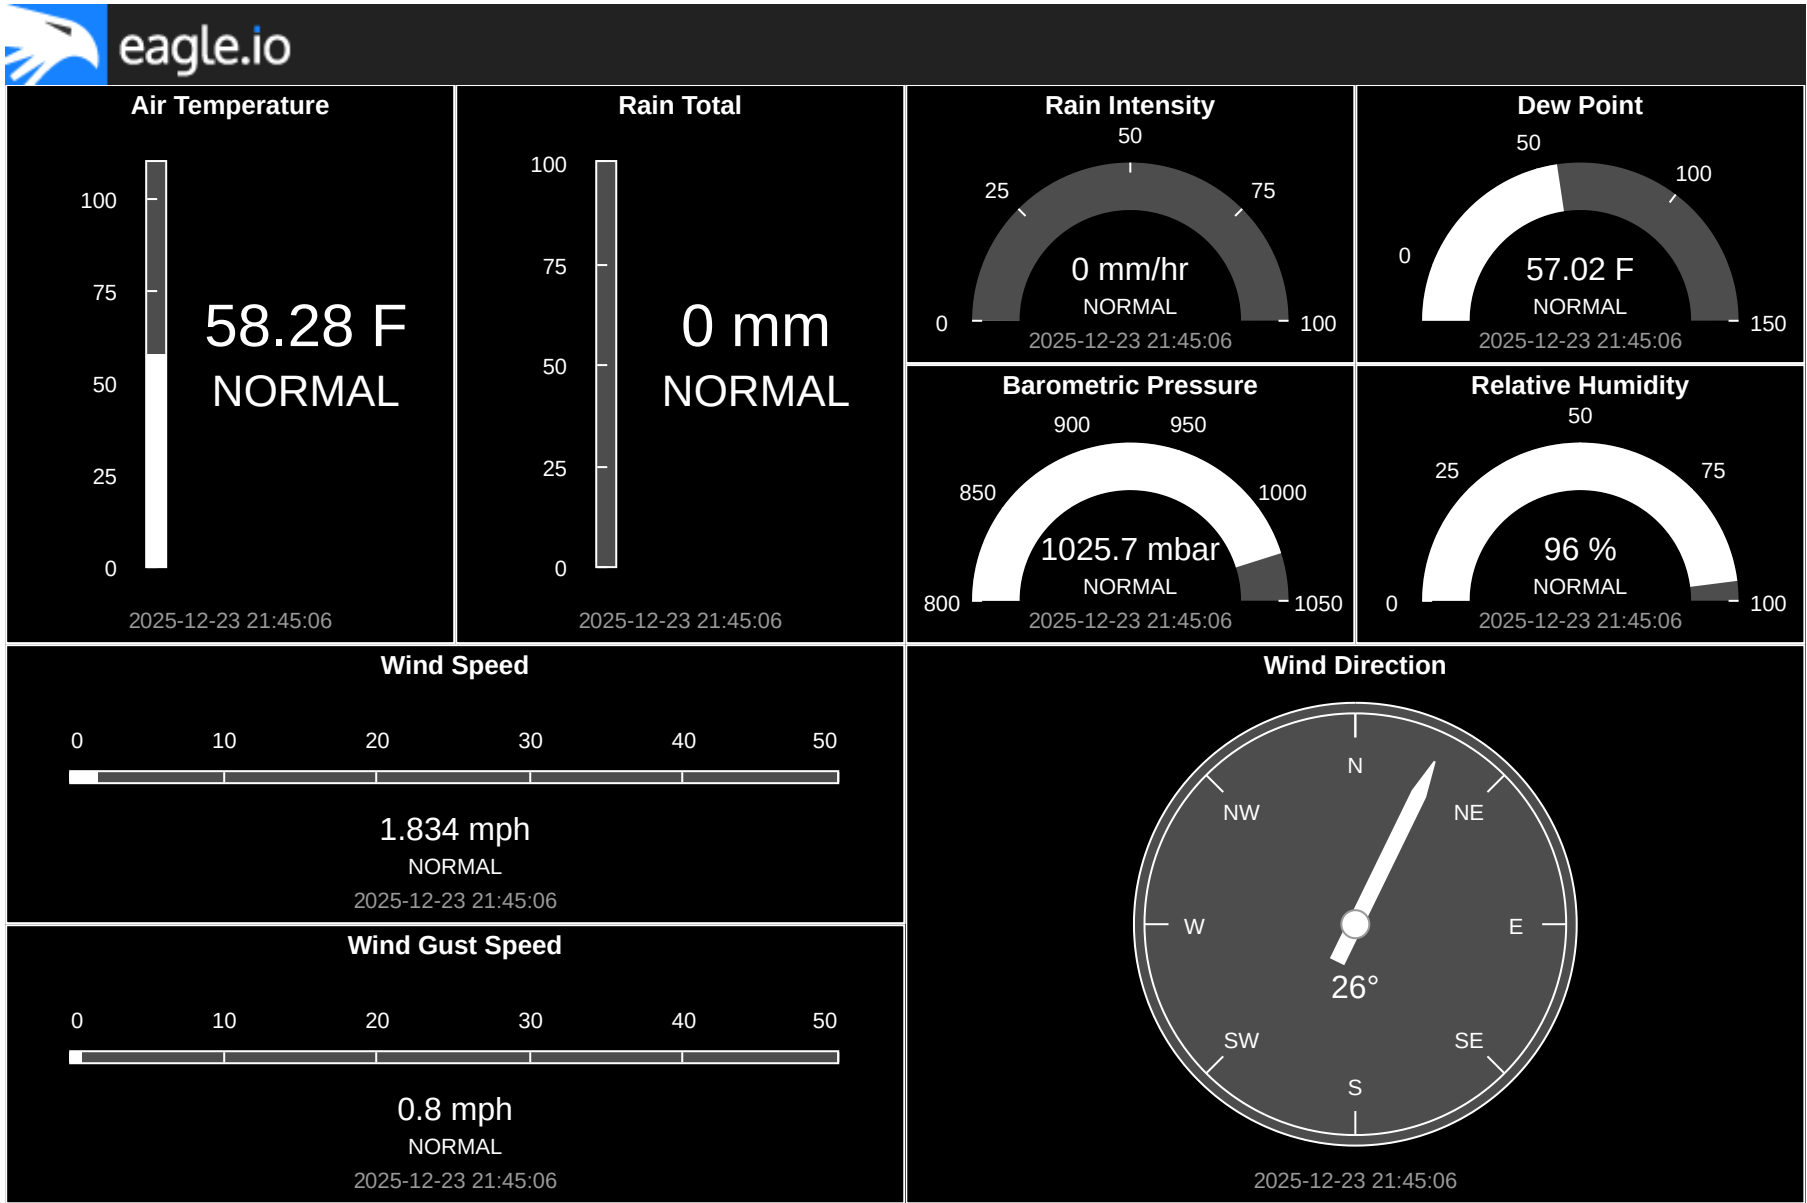 eagle.io
Air Temperature
100
75
50
25
0
58.28 F
NORMAL
2025-12-23 21:45:06
Rain Total
100
75
50
25
0
0 mm
NORMAL
2025-12-23 21:45:06
Rain Intensity
0
25
50
75
100
0 mm/hr
NORMAL
2025-12-23 21:45:06
Dew Point
0
50
100
150
57.02 F
NORMAL
2025-12-23 21:45:06
Barometric Pressure
800
850
900
950
1000
1050
1025.7 mbar
NORMAL
2025-12-23 21:45:06
Relative Humidity
0
25
50
75
100
96 %
NORMAL
2025-12-23 21:45:06
Wind Speed
0 10 20 30 40 50
1.834 mph
NORMAL
2025-12-23 21:45:06
Wind Gust Speed
0 10 20 30 40 50
0.8 mph
NORMAL
2025-12-23 21:45:06
Wind Direction
N
NW NE
W E
26°
SW SE
S
2025-12-23 21:45:06